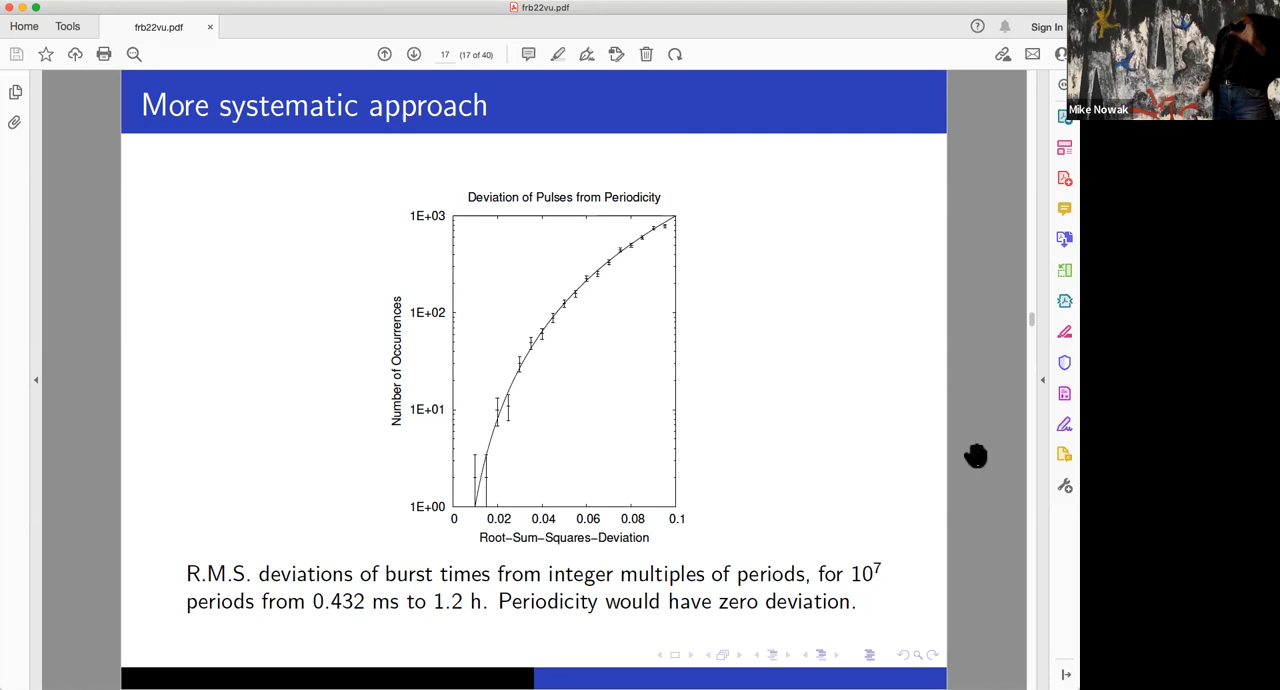 frb22vu.pdf
Home
Tools
frb22vu.pdf
×
Sign In
17
(17 of 40)
Mike Nowak
More systematic approach
Deviation of Pulses from Periodicity
1E+03
1E+02
1E+01
1E+00
Number of Occurrences
0 0.02 0.04 0.06 0.08 0.1
Root−Sum−Squares−Deviation
R.M.S. deviations of burst times from integer multiples of periods, for 10⁷
periods from 0.432 ms to 1.2 h. Periodicity would have zero deviation.